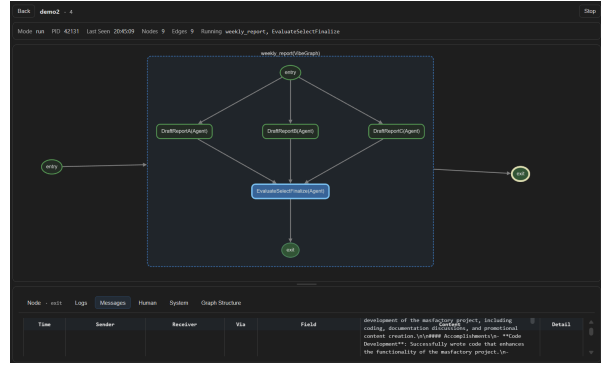 Back demo2 · 4 Stop
Mode run PID 42131 Last Seen 20:45:09 Nodes 9 Edges 9 Running weekly_report, EvaluateSelectFinalize
weekly_report(VibeGraph)
entry
DraftReportA(Agent) DraftReportB(Agent) DraftReportC(Agent)
entry
exit
EvaluateSelectFinalize(Agent)
exit
Node · exit Logs Messages Human System Graph Structure
Time Sender Receiver Via Field Content Detail
development of the masfactory project, including
coding, documentation discussions, and promotional
content creation.\n\n#### Accomplishments\n- **Code
Development**: Successfully wrote code that enhances
the functionality of the masfactory project.\n-